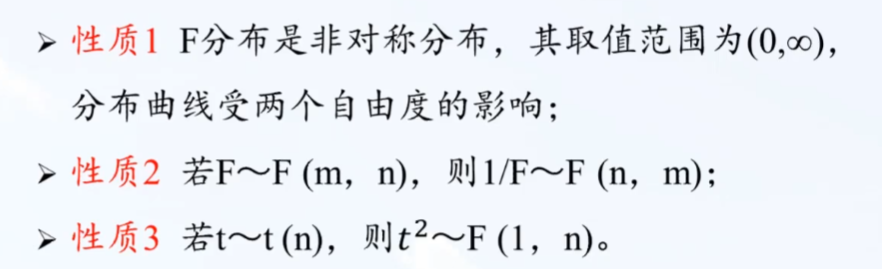 ➢ 性质1 F分布是非对称分布，其取值范围为(0,∞)，
分布曲线受两个自由度的影响；
➢ 性质2 若F～F (m，n)，则1/F～F (n，m)；
➢ 性质3 若t～t (n)，则t²～F (1，n)。